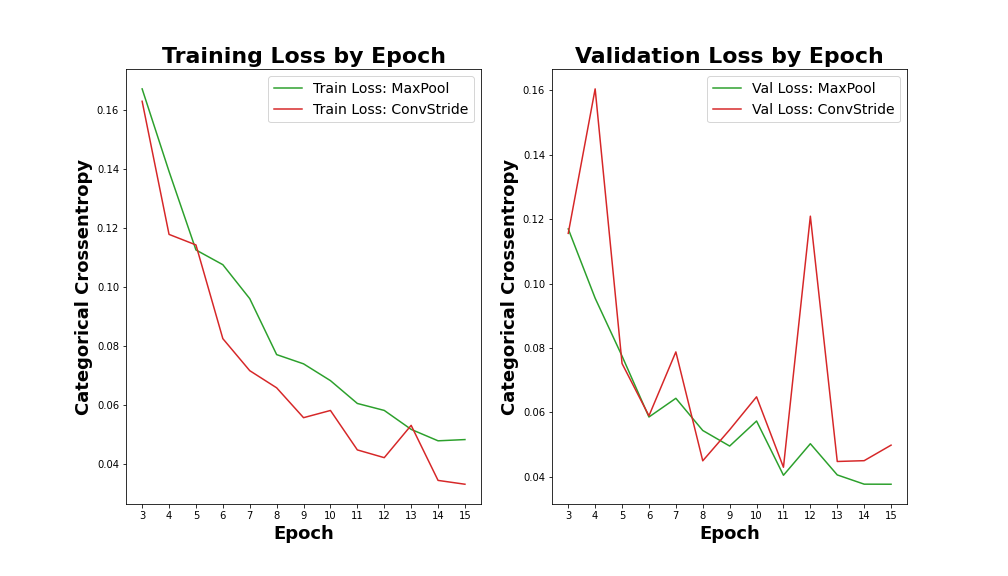 Training Loss by Epoch
Train Loss: MaxPool
Train Loss: ConvStride
Categorical Crossentropy
0.16
0.14
0.12
0.10
0.08
0.06
0.04
3 4 5 6 7 8 9 10 11 12 13 14 15
Epoch
Validation Loss by Epoch
Val Loss: MaxPool
Val Loss: ConvStride
Categorical Crossentropy
0.16
0.14
0.12
0.10
0.08
0.06
0.04
3 4 5 6 7 8 9 10 11 12 13 14 15
Epoch